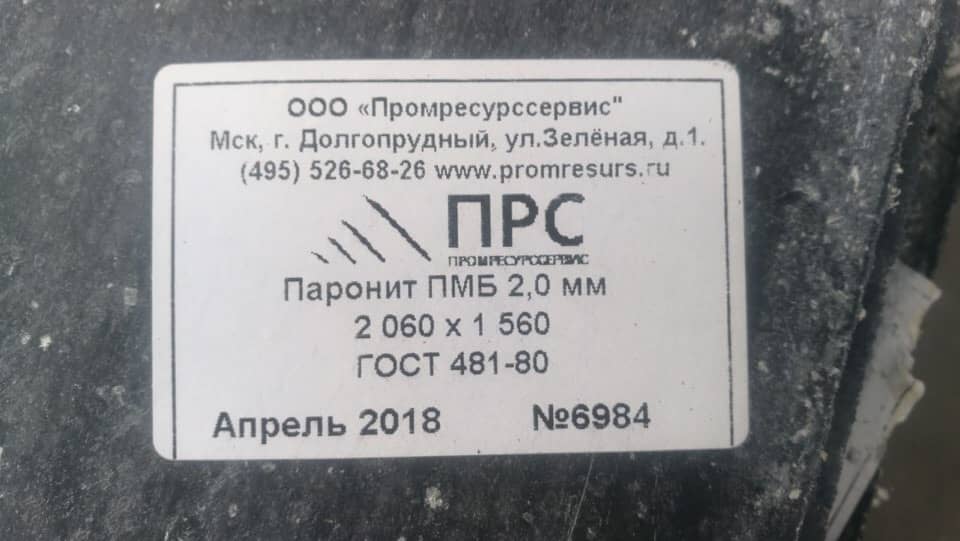 ООО «Промресурссервис"
Мск, г. Долгопрудный, ул.Зелёная, д.1.
(495) 526-68-26 www.promresurs.ru
ПРС
ПРОМРЕСУРССЕРВИС
Паронит ПМБ 2,0 мм
2 060 х 1 560
ГОСТ 481-80
Апрель 2018 №6984